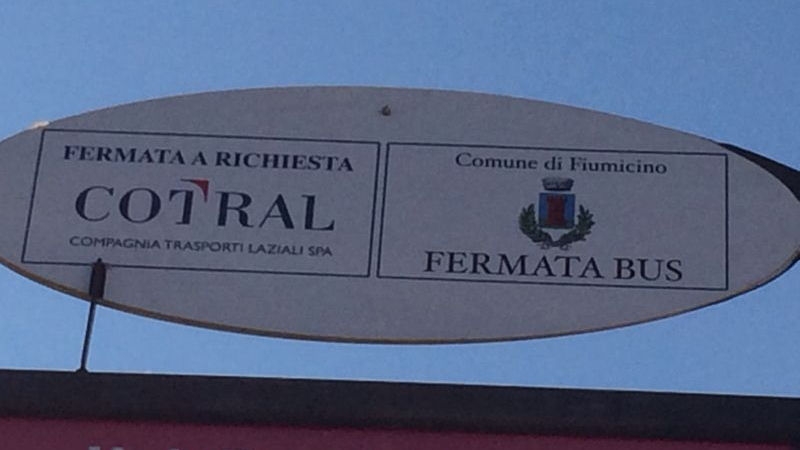 FERMATA A RICHIESTA
COTRAL
COMPAGNIA TRASPORTI LAZIALI SPA
Comune di Fiumicino
FERMATA BUS